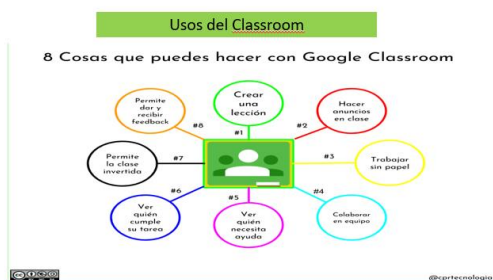 Usos del Classroom
8 Cosas que puedes hacer con Google Classroom
Crear
una
lección
#1
Hacer
anuncios
en clase
#2
Trabajar
sin papel
#3
Colaborar
en equipo
#4
Ver
quién
necesita
ayuda
#5
Ver
quién
cumple
su tarea
#6
Permite
la clase
invertida
#7
Permite
dar y
recibir
feedback
#8
@cprtecnologia